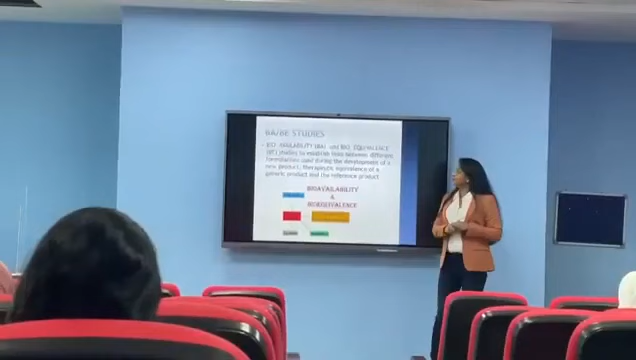 BA/BE STUDIES
BIO AVAILABILITY (BA) and BIO EQUIVALENCE
(BE) studies to establish links between different
formulations used during the development of a
new product, therapeutic equivalence of a
generic product and the reference product
BIOAVAILABILITY
&
BIOEQUIVALENCE